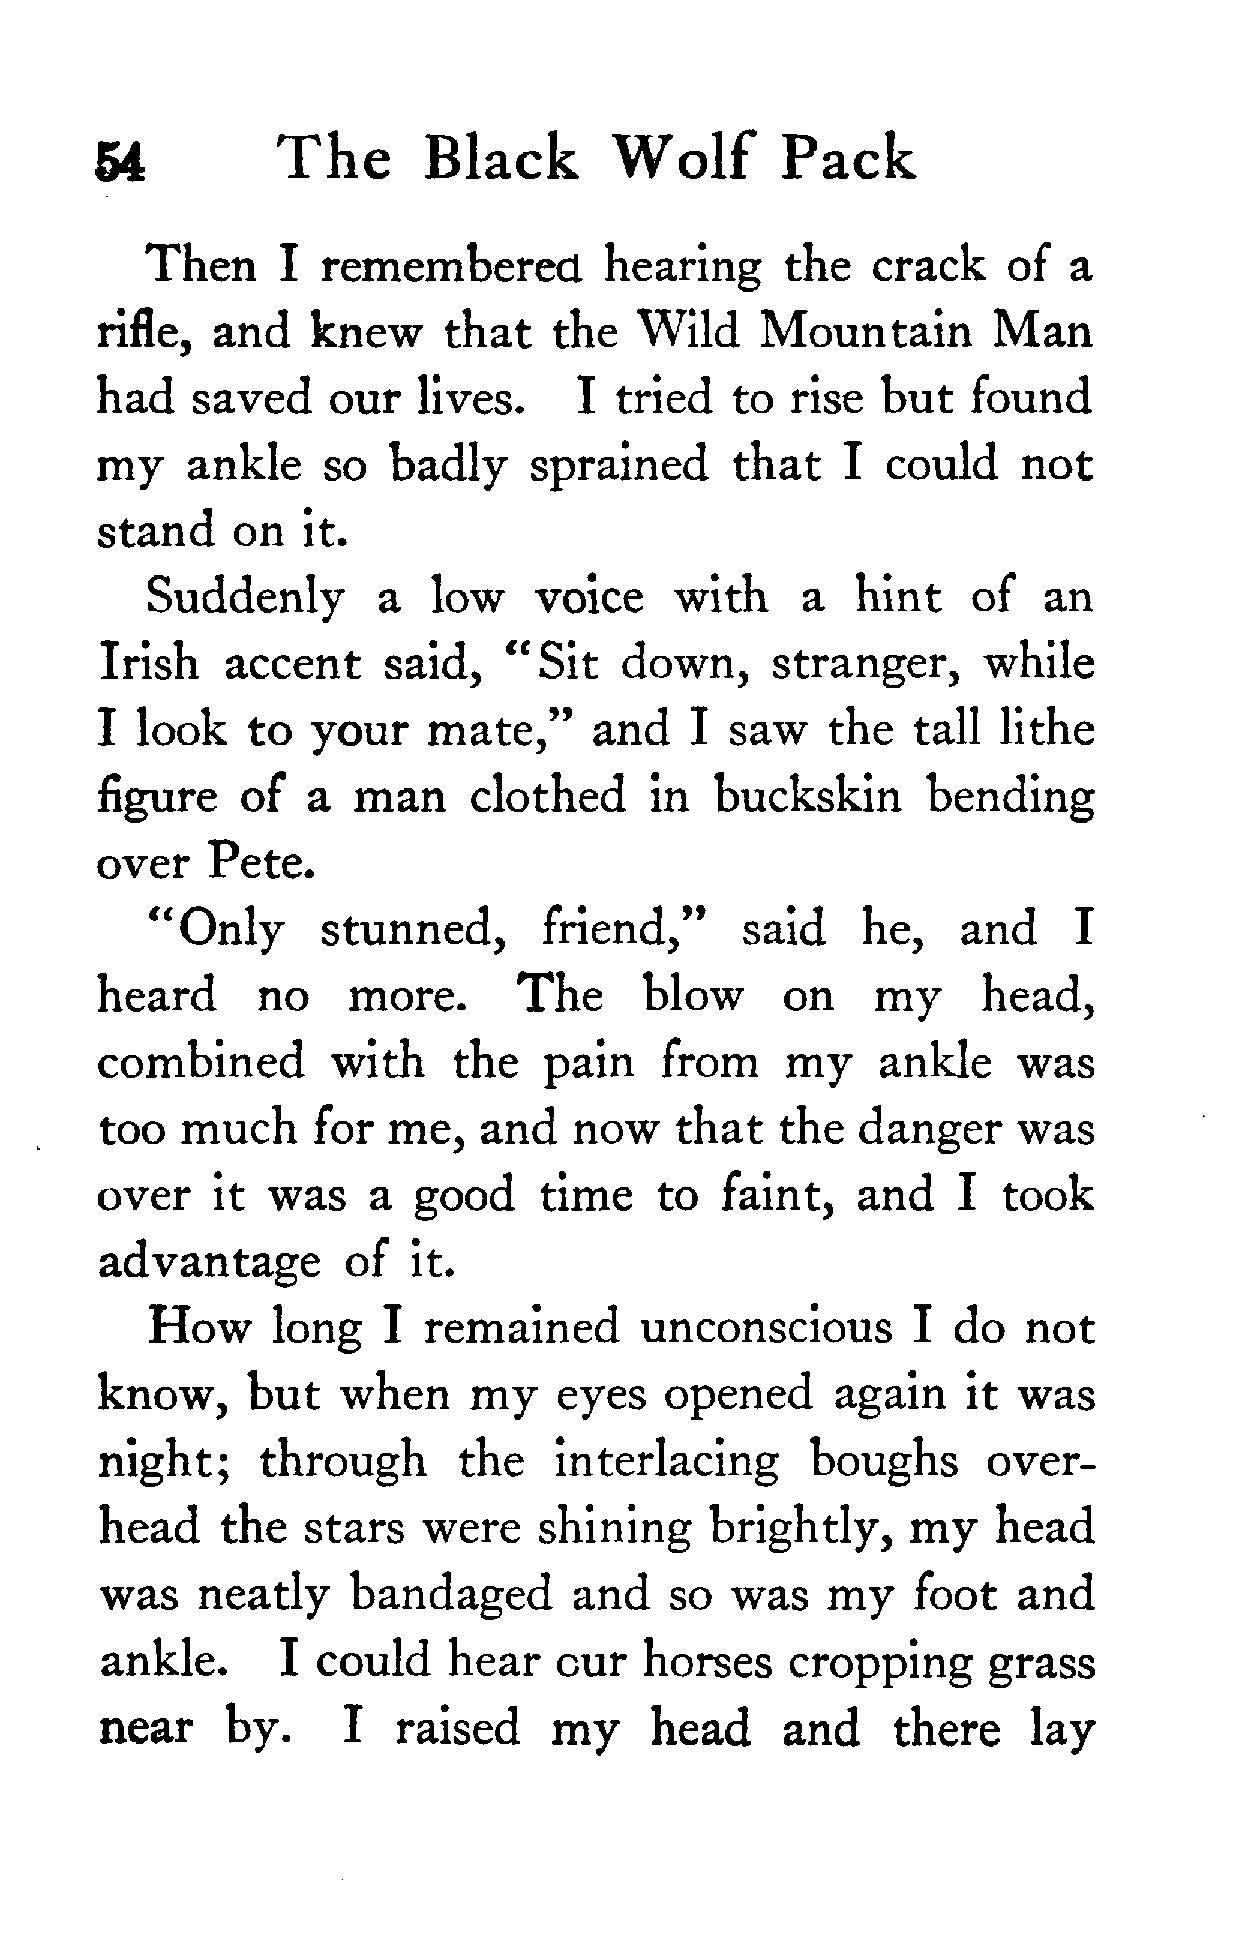 54 The Black Wolf Pack
Then I remembered hearing the crack of a
rifle, and knew that the Wild Mountain Man
had saved our lives. I tried to rise but found
my ankle so badly sprained that I could not
stand on it.
Suddenly a low voice with a hint of an
Irish accent said, “Sit down, stranger, while
I look to your mate,” and I saw the tall lithe
figure of a man clothed in buckskin bending
over Pete.
“Only stunned, friend,” said he, and I
heard no more. The blow on my head,
combined with the pain from my ankle was
too much for me, and now that the danger was
over it was a good time to faint, and I took
advantage of it.
How long I remained unconscious I do not
know, but when my eyes opened again it was
night; through the interlacing boughs over-
head the stars were shining brightly, my head
was neatly bandaged and so was my foot and
ankle. I could hear our horses cropping grass
near by. I raised my head and there lay